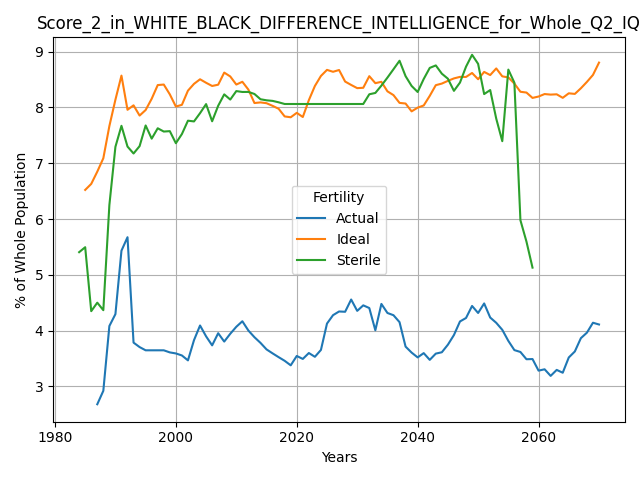 Score_2_in_WHITE_BLACK_DIFFERENCE_INTELLIGENCE_for_Whole_Q2_IQ
9
8
7
6
5
4
3
% of Whole Population
Fertility
Actual
Ideal
Sterile
1980
2000
2020
2040
2060
Years